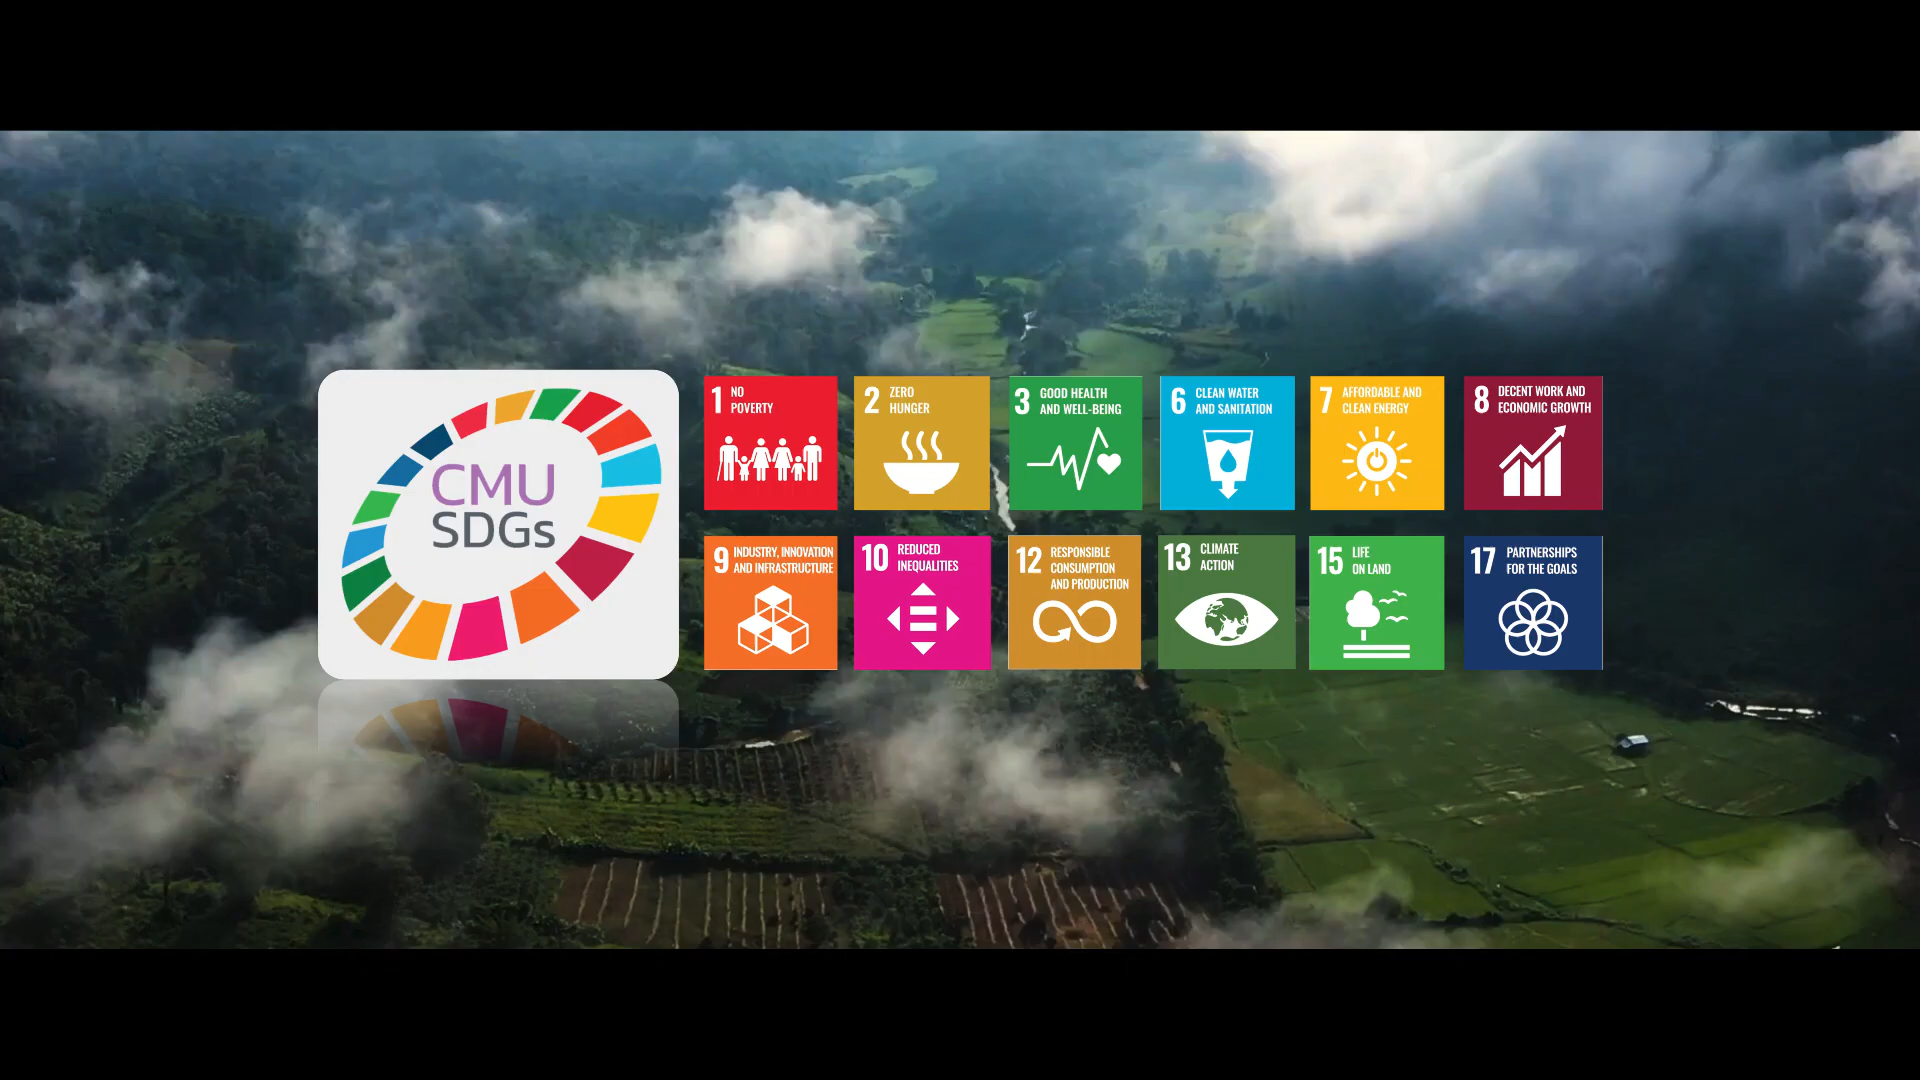 CMU
SDGs
1 NO
POVERTY
2 ZERO
HUNGER
3 GOOD HEALTH
AND WELL-BEING
6 CLEAN WATER
AND SANITATION
7 AFFORDABLE AND
CLEAN ENERGY
8 DECENT WORK AND
ECONOMIC GROWTH
9 INDUSTRY, INNOVATION
AND INFRASTRUCTURE
10 REDUCED
INEQUALITIES
12 RESPONSIBLE
CONSUMPTION
AND PRODUCTION
13 CLIMATE
ACTION
15 LIFE
ON LAND
17 PARTNERSHIPS
FOR THE GOALS